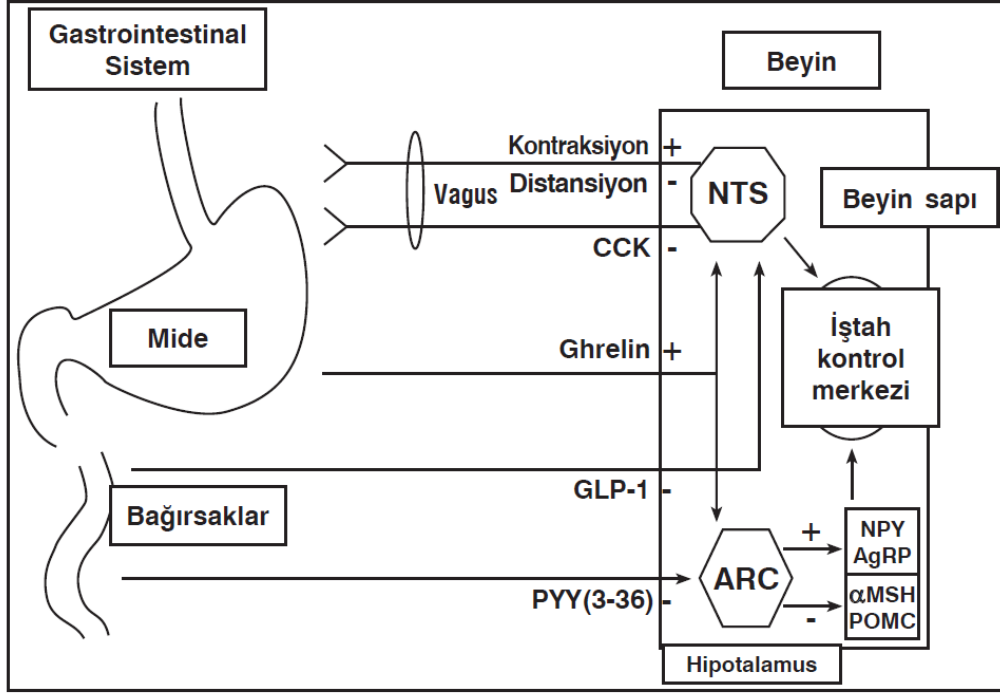 Gastrointestinal
Sistem
Beyin
Kontraksiyon +
Vagus
Distansiyon -
NTS
Beyin sapı
CCK -
Mide
Ghrelin +
İştah
kontrol
merkezi
GLP-1 -
Bağırsaklar
ARC
+
-
NPY
AgRP
αMSH
POMC
PYY(3-36) -
Hipotalamus